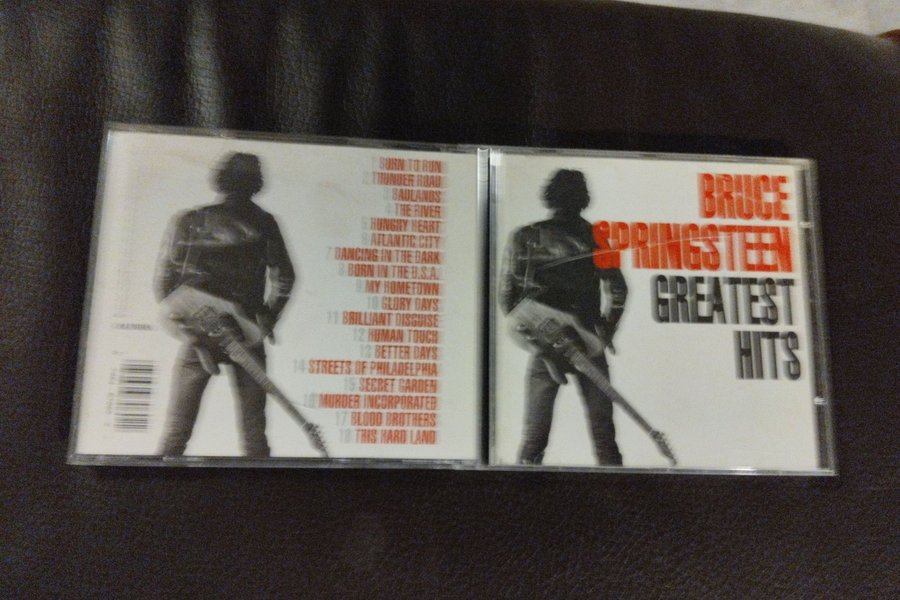 1 BORN TO RUN
2 THUNDER ROAD
3 BADLANDS
4 THE RIVER
5 HUNGRY HEART
6 ATLANTIC CITY
7 DANCING IN THE DARK
8 BORN IN THE U.S.A.
9 MY HOMETOWN
10 GLORY DAYS
11 BRILLIANT DISGUISE
12 HUMAN TOUCH
13 BETTER DAYS
14 STREETS OF PHILADELPHIA
15 SECRET GARDEN
16 MURDER INCORPORATED
17 BLOOD BROTHERS
18 THIS HARD LAND
BRUCE
SPRINGSTEEN
GREATEST
HITS